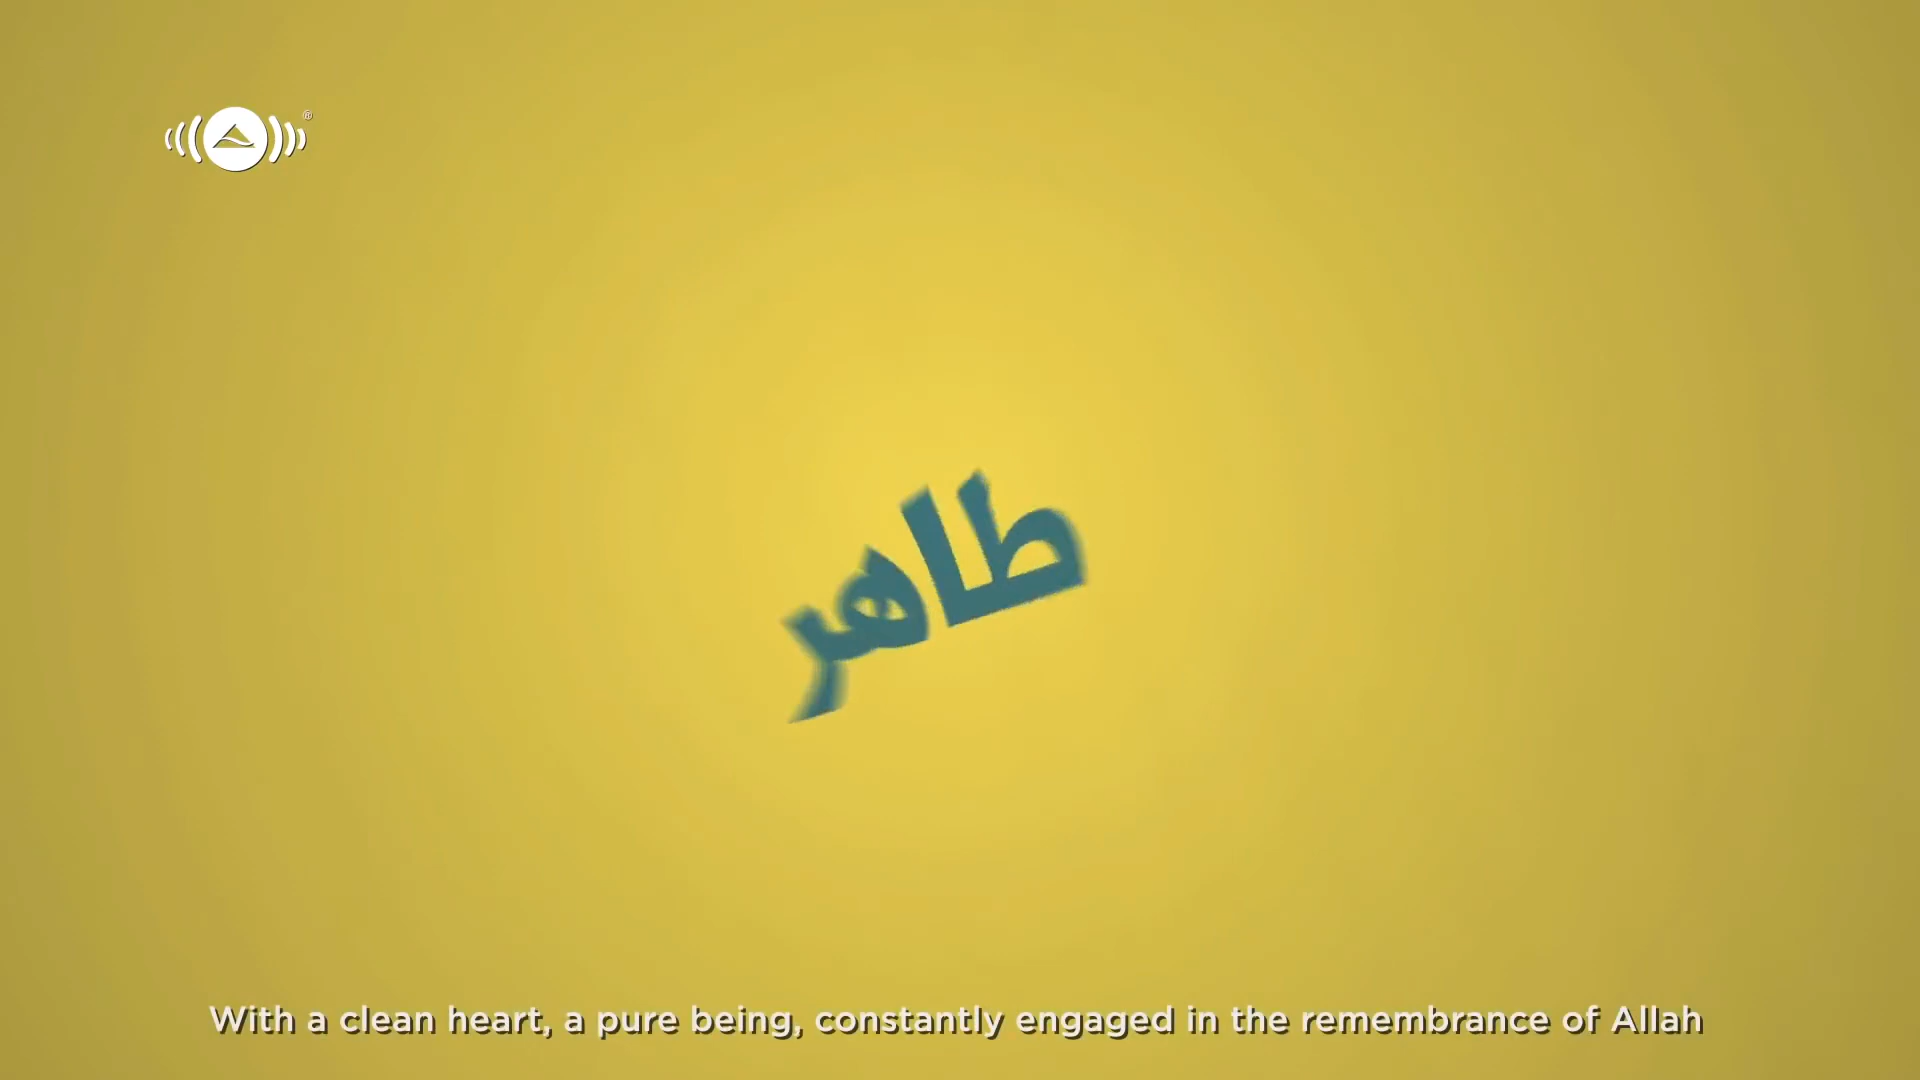 ®
طاهر
With a clean heart, a pure being, constantly engaged in the remembrance of Allah